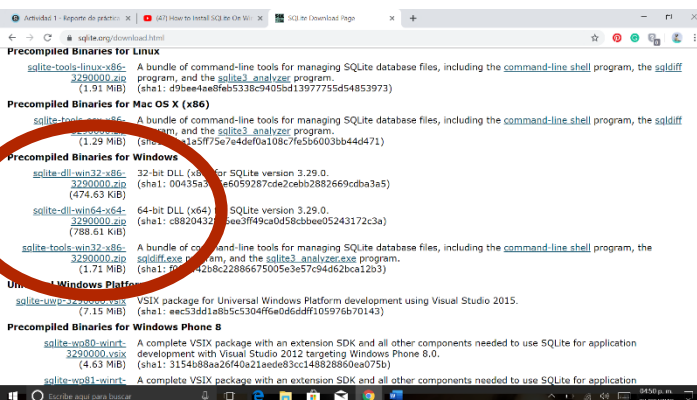 Actividad 1 - Reporte de práctic
(47) How to Install SQLite On Wi
SQLite Download Page
sqlite.org/download.html
Precompiled Binaries for Linux
sqlite-tools-linux-x86- A bundle of command-line tools for managing SQLite database files, including the command-line shell program, the sqldiff
3290000.zip program, and the sqlite3_analyzer program.
(1.91 MiB) (sha1: d9bee4ae8feb5338c9405bd13977755d54853973)
Precompiled Binaries for Mac OS X (x86)
A bundle of command-line tools for managing SQLite database files, including the command-line shell program, the sqldiff
and the sqlite3_analyzer program.
(1.29 MiB)
Precompiled Binaries for Windows
sqlite-dll-win32-x86- 32-bit DLL for SQLite version 3.29.0.
3290000.zip
(474.63 KiB)
sqlite-dll-win64-x64- 64-bit DLL (x64) SQLite version 3.29.0.
3290000.zip
(788.61 KiB)
sqlite-tools-win32-x86- A bundle of command-line tools for managing SQLite database files, including the command-line shell program, the
3290000.zip sqldiff.exe program, and the sqlite3_analyzer.exe program.
(1.71 MiB)
Windows
sqlite-uwp-3290000.vsix VSIX package for Universal Windows Platform development using Visual Studio 2015.
(7.15 MiB) (sha1: eec53dd1a8b5c5304ff6e0d6ddff105976b70143)
Precompiled Binaries for Windows Phone 8
sqlite-wp80-winrt- A complete VSIX package with an extension SDK and all other components needed to use SQLite for application
3290000.vsix development with Visual Studio 2012 targeting Windows Phone 8.0.
(4.63 MiB) (sha1: 3154b88aa26f40a21aede83cc148828860ea075b)
sqlite-wp81-winrt- A complete VSIX package with an extension SDK and all other components needed to use SQLite for application
Escribe aquí para buscar
04:50 p. m.